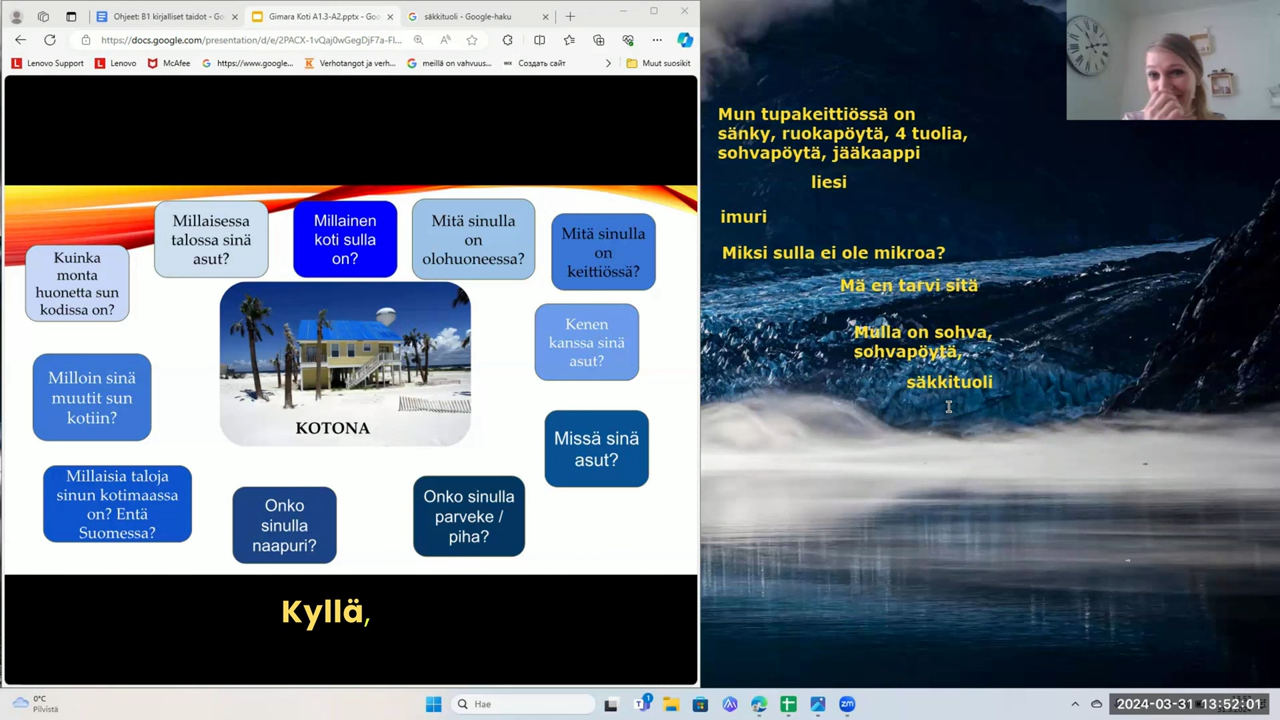 Ohjeet: B1 kirjalliset taidot - Go
Gimara Koti A1.3-A2.pptx - Goo
säkkituoli - Google-haku
https://docs.google.com/presentation/d/e/2PACX-1vQaj0wGegDjF7a-Fl...
Lenovo Support
Lenovo
McAfee
https://www.google...
Verhotangot ja verh...
meillä on vahvuus...
Создать сайт
Muut suosikit
Millaisessa
talossa sinä
asut?
Millainen
koti sulla
on?
Mitä sinulla
on
olohuoneessa?
Mitä sinulla
on
keittiössä?
Kuinka
monta
huonetta sun
kodissa on?
Kenen
kanssa sinä
asut?
Milloin sinä
muutit sun
kotiin?
KOTONA
Missä sinä
asut?
Millaisia taloja
sinun kotimaassa
on? Entä
Suomessa?
Onko
sinulla
naapuri?
Onko sinulla
parveke /
piha?
Kyllä,
Mun tupakeittiössä on
sänky, ruokapöytä, 4 tuolia,
sohvapöytä, jääkaappi
liesi
imuri
Miksi sulla ei ole mikroa?
Mä en tarvi sitä
Mulla on sohva,
sohvapöytä,
säkkituoli
0°C
Pilvistä
Hae
2024-03-31 13:52:01